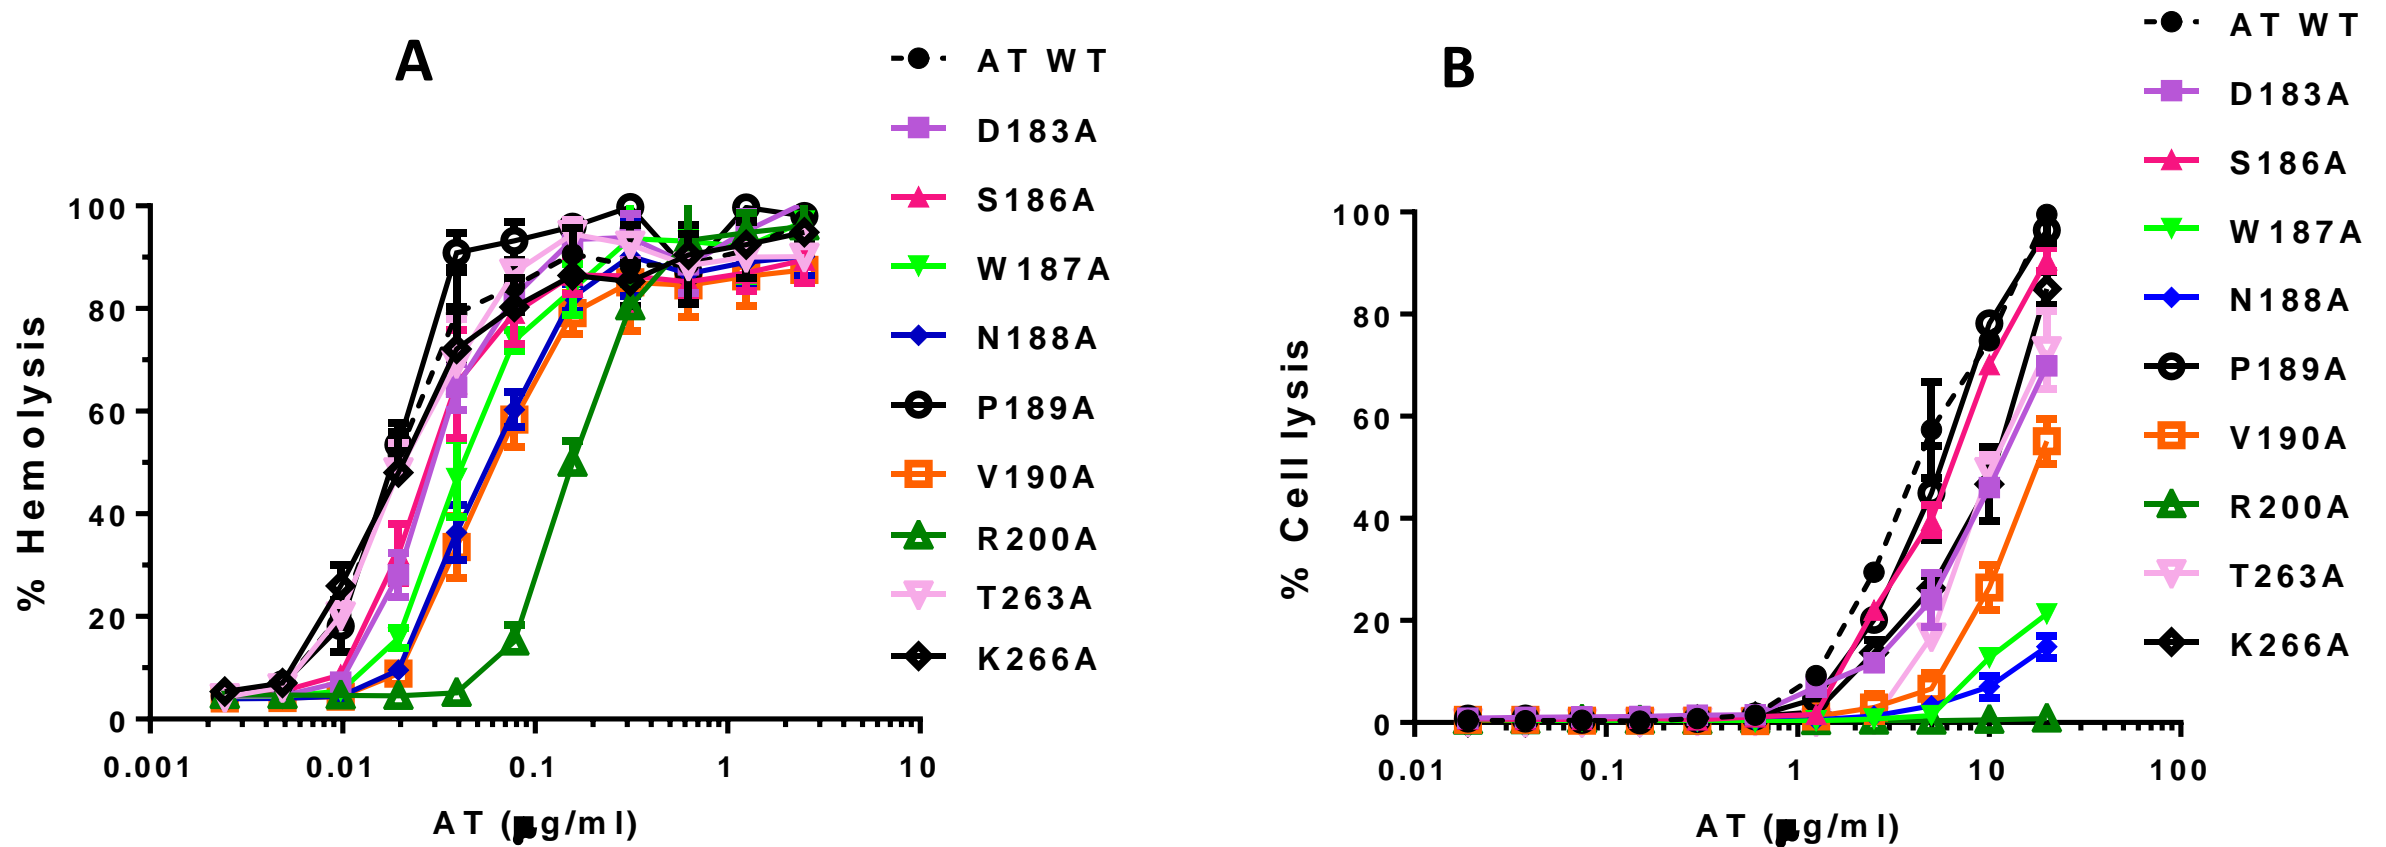 A
AT WT
D183A
S186A
W187A
N188A
P189A
V190A
R200A
T263A
K266A
% Hemolysis
100
80
60
40
20
0
0.001
0.01
0.1
1
10
AT (μg/ml)
B
AT WT
D183A
S186A
W187A
N188A
P189A
V190A
R200A
T263A
K266A
% Cell lysis
100
80
60
40
20
0
0.01
0.1
1
10
100
AT (μg/ml)